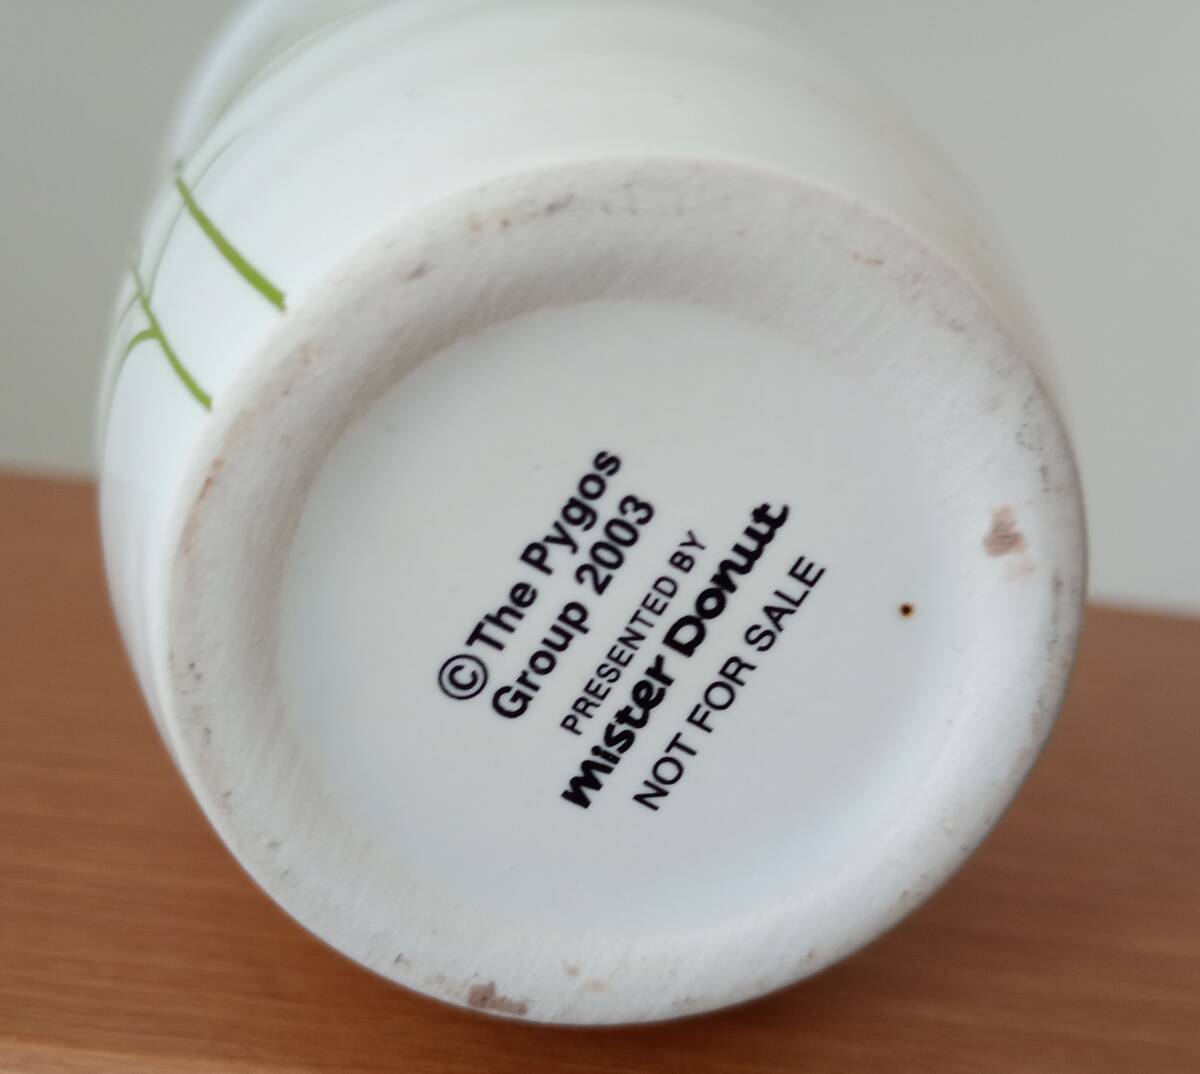 ©The Pygos
Group 2003
PRESENTED BY
mister Donut
NOT FOR SALE